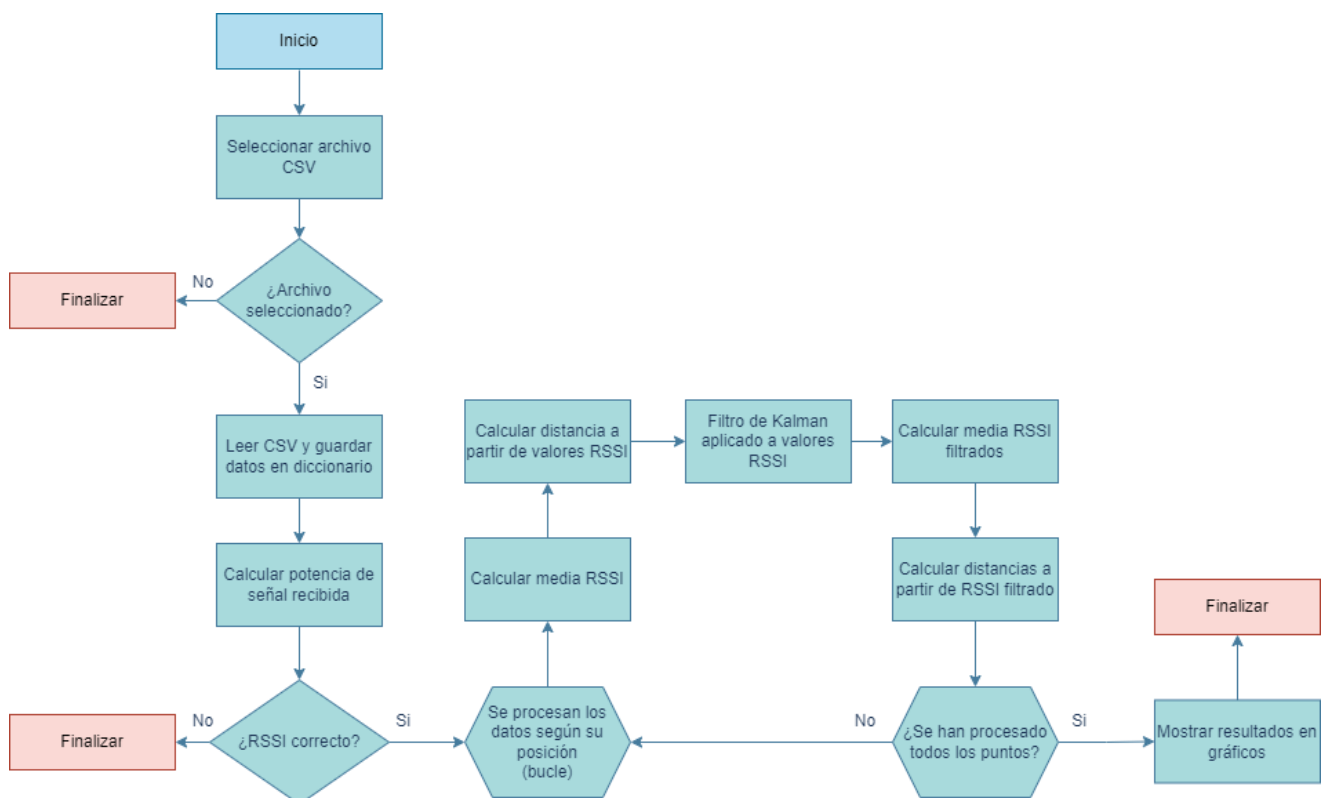 Inicio
Seleccionar archivo
CSV
¿Archivo
seleccionado?
No
Finalizar
Si
Leer CSV y guardar
datos en diccionario
Calcular potencia de
señal recibida
¿RSSI correcto?
No
Finalizar
Si
Se procesan los
datos según su
posición
(bucle)
Calcular media RSSI
Calcular distancia a
partir de valores RSSI
Filtro de Kalman
aplicado a valores
RSSI
Calcular media RSSI
filtrados
Calcular distancias a
partir de RSSI filtrado
¿Se han procesado
todos los puntos?
No
Si
Mostrar resultados en
gráficos
Finalizar